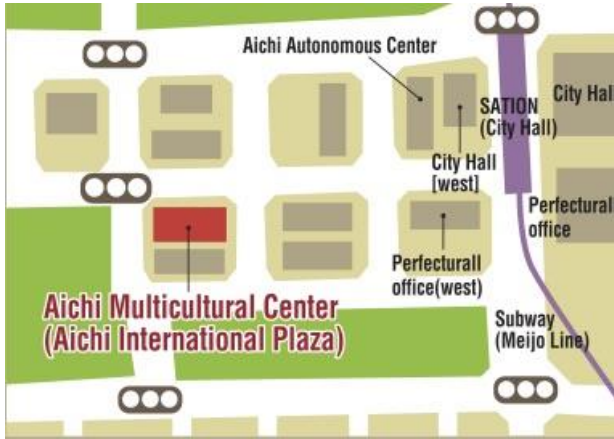 Aichi Autonomous Center
SATION
(City Hall)
City Hall
City Hall
[west]
Perfectural
office
Perfecturall
office(west)
Aichi Multicultural Center
(Aichi International Plaza)
Subway
(Meijo Line)